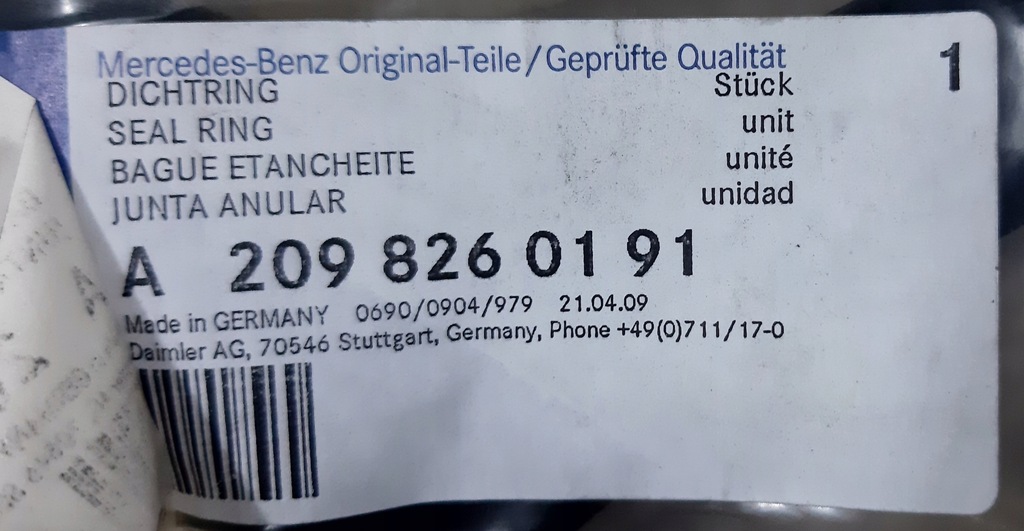 Mercedes-Benz Original-Teile/Geprüfte Qualität 1
DICHTRING Stück
SEAL RING unit
BAGUE ETANCHEITE unité
JUNTA ANULAR unidad
A 209 826 01 91
Made in GERMANY 0690/0904/979 21.04.09
Daimler AG, 70546 Stuttgart, Germany, Phone +49(0)711/17-0